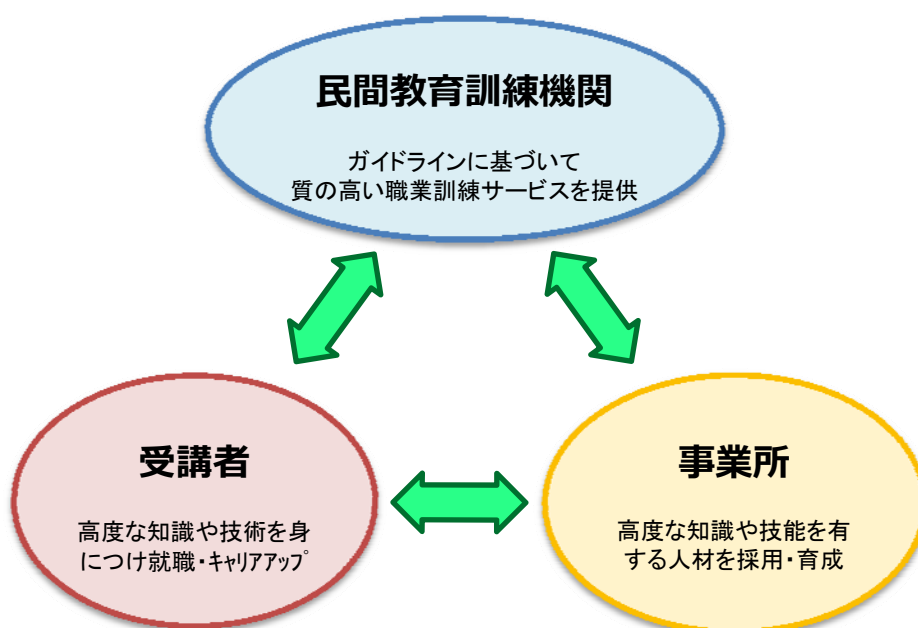 民間教育訓練機関
ガイドラインに基づいて
質の高い職業訓練サービスを提供
受講者
高度な知識や技術を身
につけ就職・ｷｬﾘｱｱｯﾌﾟ
事業所
高度な知識や技能を有
する人材を採用・育成